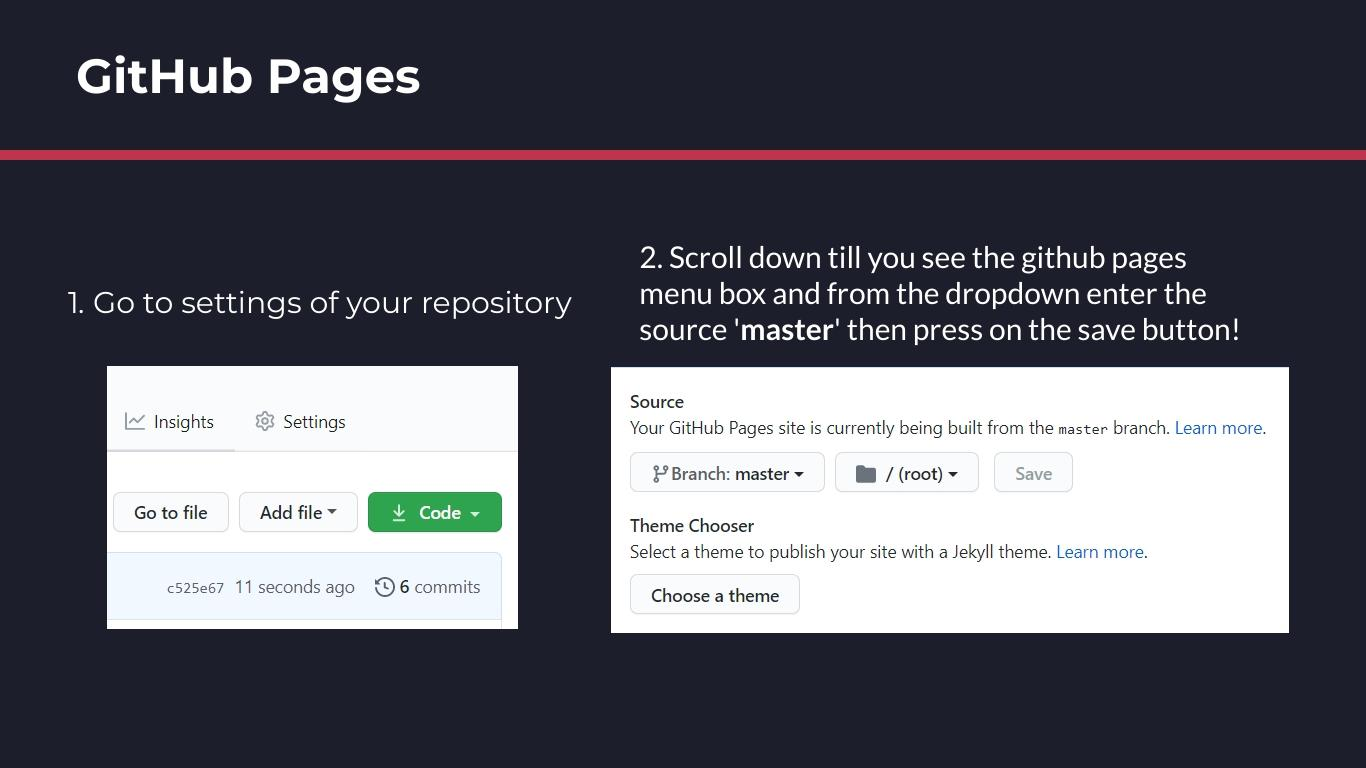 GitHub Pages
1. Go to settings of your repository
Insights Settings
Go to file Add file Code
c525e67 11 seconds ago 6 commits
2. Scroll down till you see the github pages
menu box and from the dropdown enter the
source 'master' then press on the save button!
Source
Your GitHub Pages site is currently being built from the master branch. Learn more.
Branch: master / (root) Save
Theme Chooser
Select a theme to publish your site with a Jekyll theme. Learn more.
Choose a theme